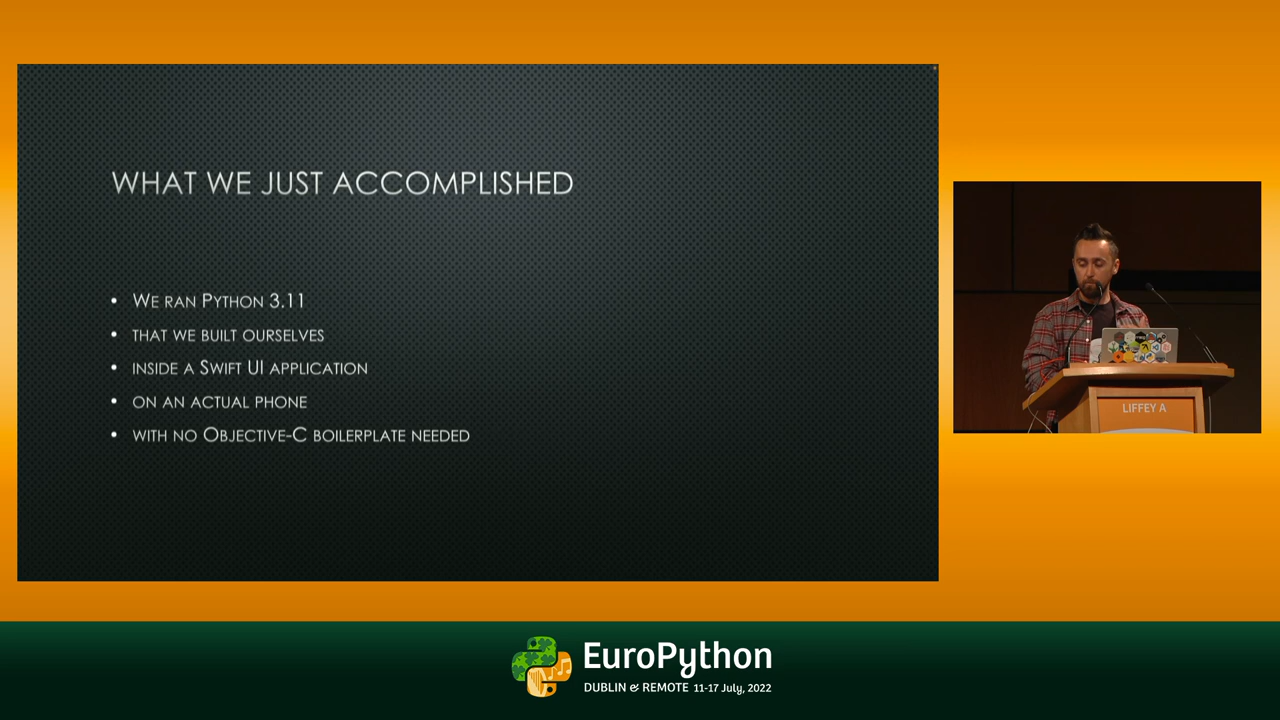 WHAT WE JUST ACCOMPLISHED
• WE RAN PYTHON 3.11
• THAT WE BUILT OURSELVES
• INSIDE A SWIFT UI APPLICATION
• ON AN ACTUAL PHONE
• WITH NO OBJECTIVE-C BOILERPLATE NEEDED
LIFFEY A
EuroPython
DUBLIN & REMOTE 11-17 July, 2022